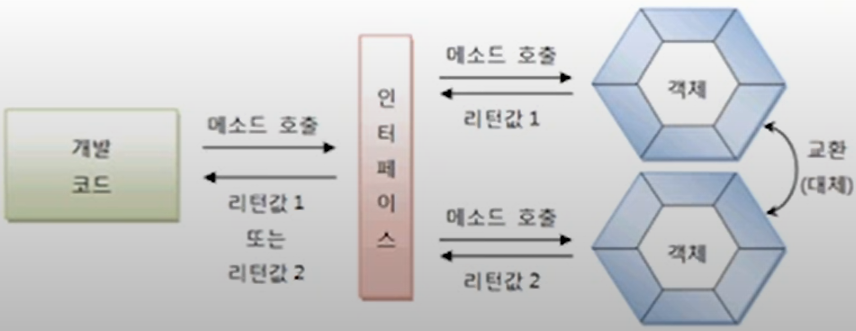 개발
코드
메소드 호출
리턴값 1
또는
리턴값 2
인
터
페
이
스
메소드 호출
리턴값 1
객체
교환
(대체)
메소드 호출
리턴값 2
객체